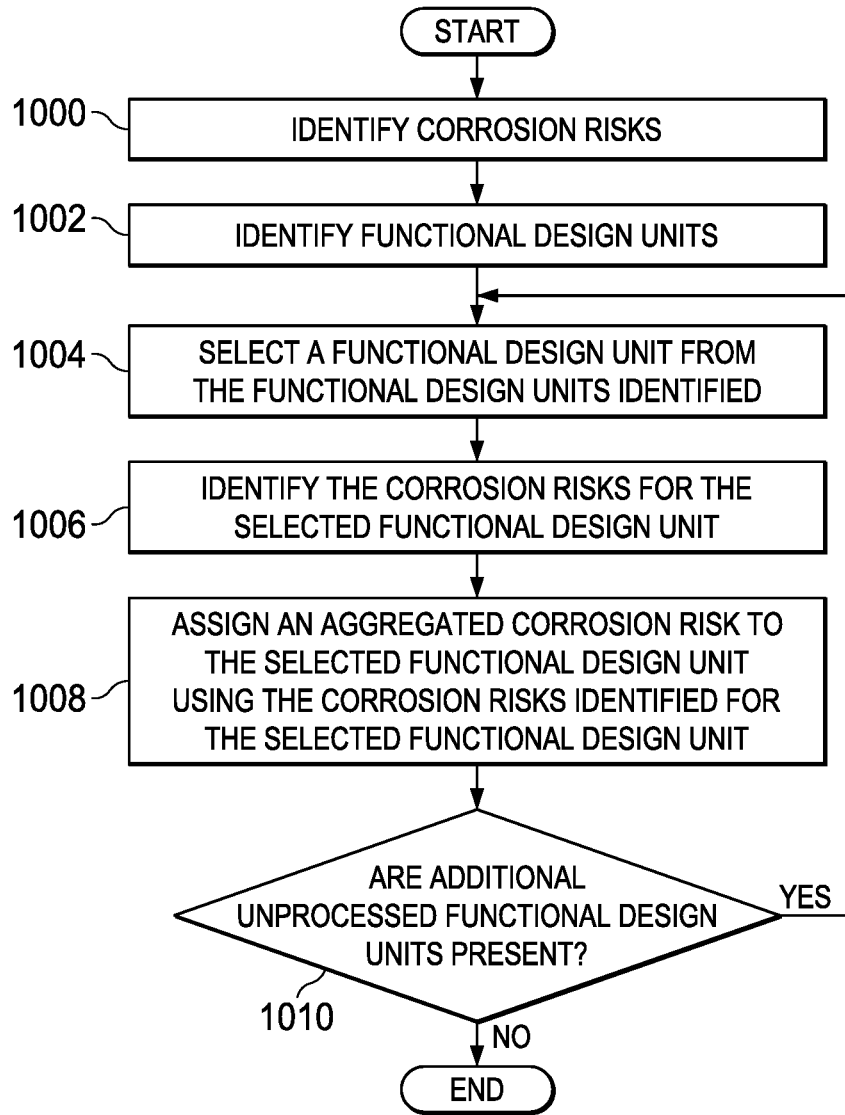 START
1000
IDENTIFY CORROSION RISKS
1002
IDENTIFY FUNCTIONAL DESIGN UNITS
1004
SELECT A FUNCTIONAL DESIGN UNIT FROM
THE FUNCTIONAL DESIGN UNITS IDENTIFIED
1006
IDENTIFY THE CORROSION RISKS FOR THE
SELECTED FUNCTIONAL DESIGN UNIT
1008
ASSIGN AN AGGREGATED CORROSION RISK TO
THE SELECTED FUNCTIONAL DESIGN UNIT
USING THE CORROSION RISKS IDENTIFIED FOR
THE SELECTED FUNCTIONAL DESIGN UNIT
ARE ADDITIONAL
UNPROCESSED FUNCTIONAL DESIGN
UNITS PRESENT?
YES
1010
NO
END